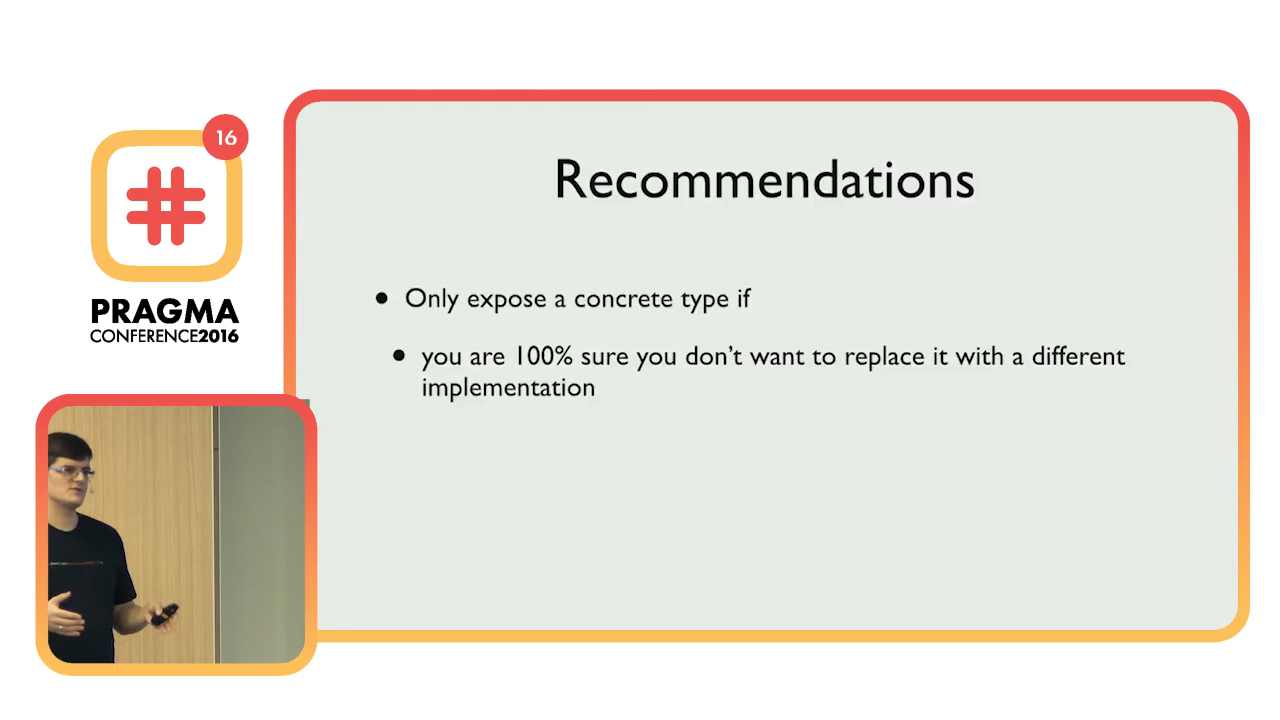 16
PRAGMA
CONFERENCE2016
Recommendations
• Only expose a concrete type if
• you are 100% sure you don’t want to replace it with a different
implementation